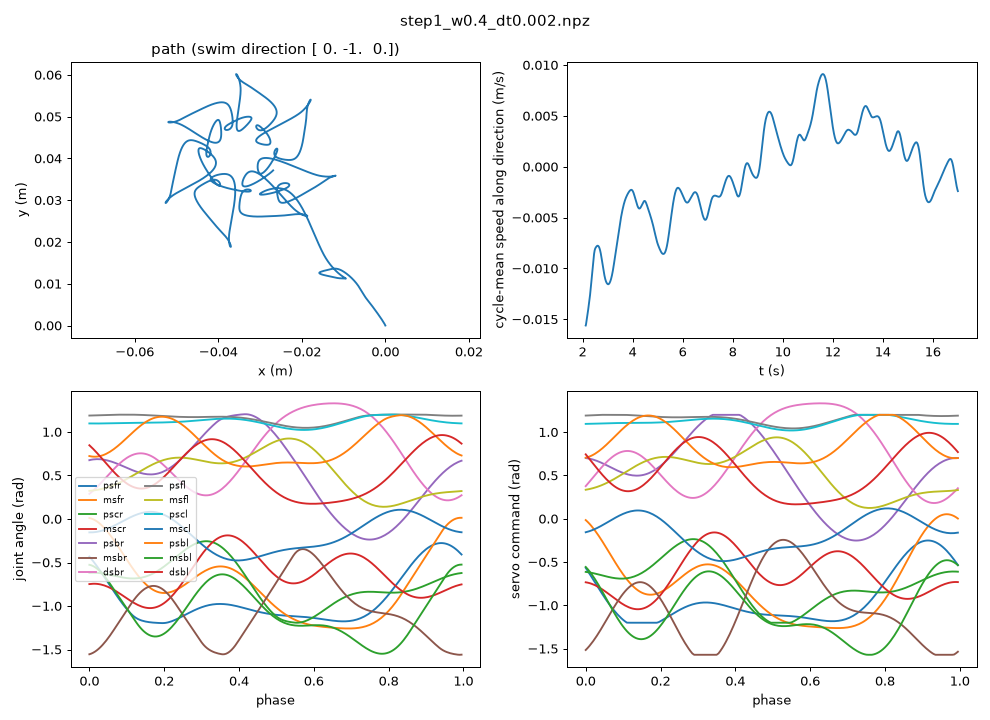 step1_w0.4_dt0.002.npz
path (swim direction [ 0. -1.  0.])
0.06
0.05
0.04
0.03
0.02
0.01
0.00
y (m)
−0.06
−0.04
−0.02
0.00
0.02
x (m)
0.010
0.005
0.000
−0.005
−0.010
−0.015
cycle-mean speed along direction (m/s)
2
4
6
8
10
12
14
16
t (s)
1.0
0.5
0.0
−0.5
−1.0
−1.5
joint angle (rad)
psfr
msfr
pscr
mscr
psbr
msbr
dsbr
psfl
msfl
pscl
mscl
psbl
msbl
dsbl
0.0
0.2
0.4
0.6
0.8
1.0
phase
1.0
0.5
0.0
−0.5
−1.0
−1.5
servo command (rad)
0.0
0.2
0.4
0.6
0.8
1.0
phase